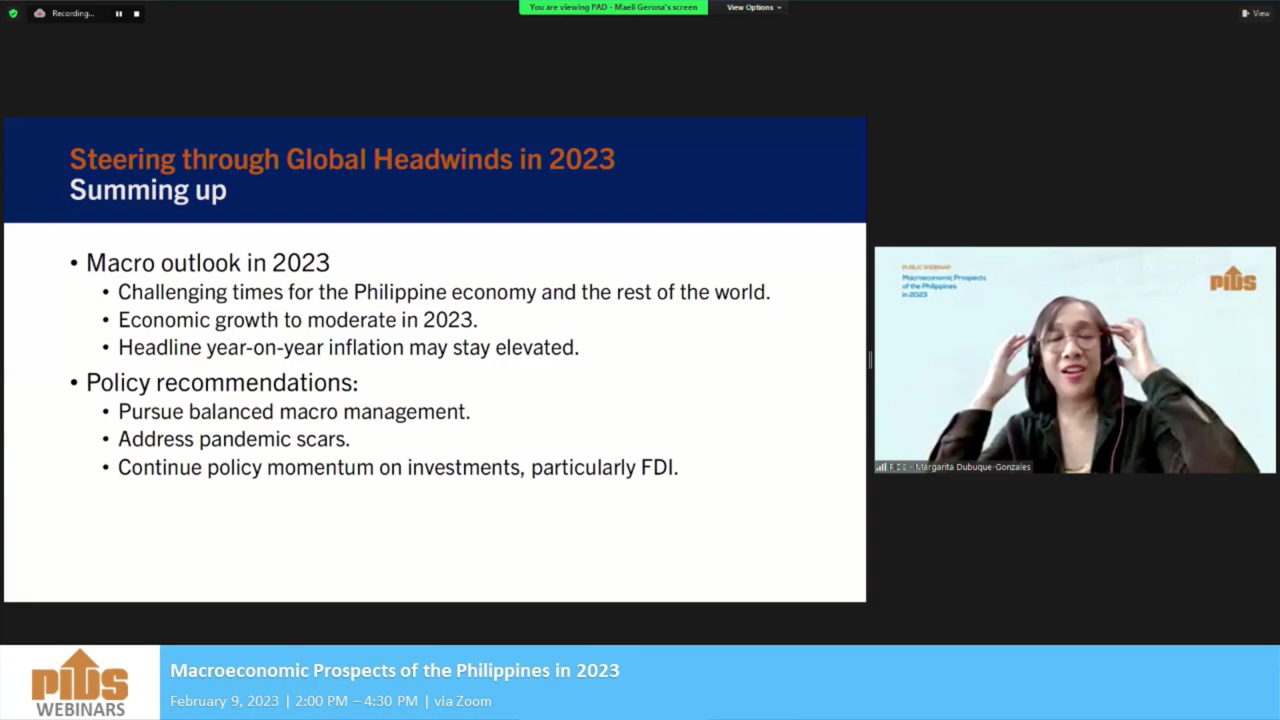 Recording...
You are viewing PAD - Maeli Gerona's screen
View Options
View
Steering through Global Headwinds in 2023
Summing up
• Macro outlook in 2023
• Challenging times for the Philippine economy and the rest of the world.
• Economic growth to moderate in 2023.
• Headline year-on-year inflation may stay elevated.
• Policy recommendations:
• Pursue balanced macro management.
• Address pandemic scars.
• Continue policy momentum on investments, particularly FDI.
PUBLIC WEBINAR
Macroeconomic Prospects
of the Philippines
in 2023
PIDS
PIDS - Margarita Dubuque-Gonzales
PIDS
WEBINARS
Macroeconomic Prospects of the Philippines in 2023
February 9, 2023 | 2:00 PM – 4:30 PM | via Zoom